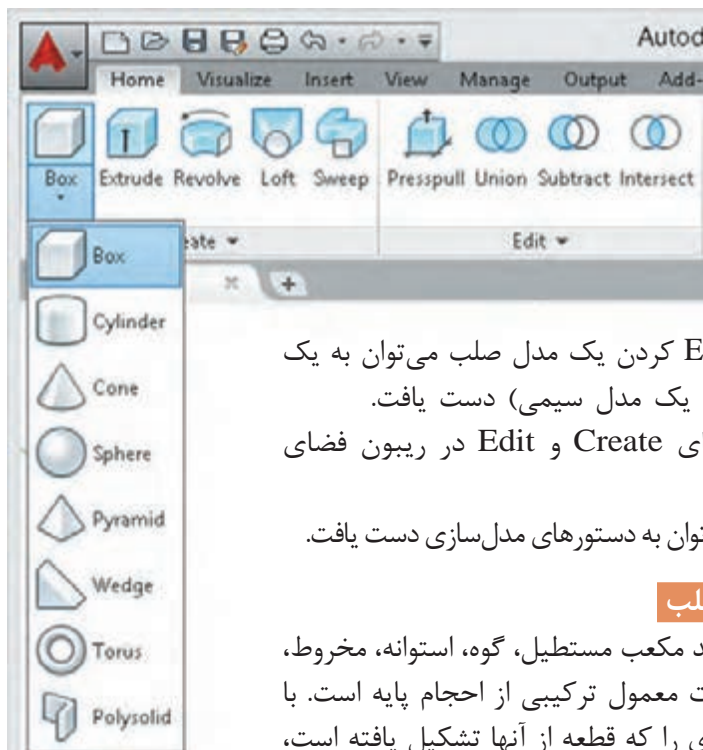 Autod
Home Visualize Insert View Manage Output Add-
Box Extrude Revolve Loft Sweep Presspull Union Subtract Intersect
eate Edit
Box
Cylinder
Cone
Sphere
Pyramid
Wedge
Torus
Polysolid
E کردن یک مدل صلب می‌توان به یک
یک مدل سیمی) دست یافت.
ای Create و Edit در ریبون فضای
توان به دستورهای مدل‌سازی دست یافت.
لب
د مکعب مستطیل، گوه، استوانه، مخروط،
ت معمول ترکیبی از احجام پایه است. با
ی را که قطعه از آنها تشکیل یافته است،